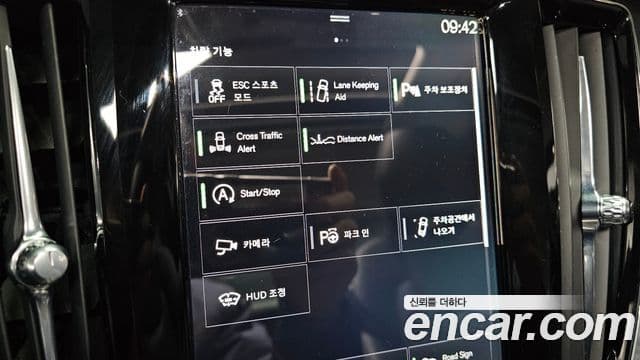 09:42
차량 기능
OFF
ESC 스포츠
모드
Lane Keeping
Aid
P
주차 보조장치
Cross Traffic
Alert
Distance Alert
A
Start/Stop
카메라
P
파크 인
주차공간에서
나오기
HUD 조정
Road Sign
신뢰를 더하다
encar.com